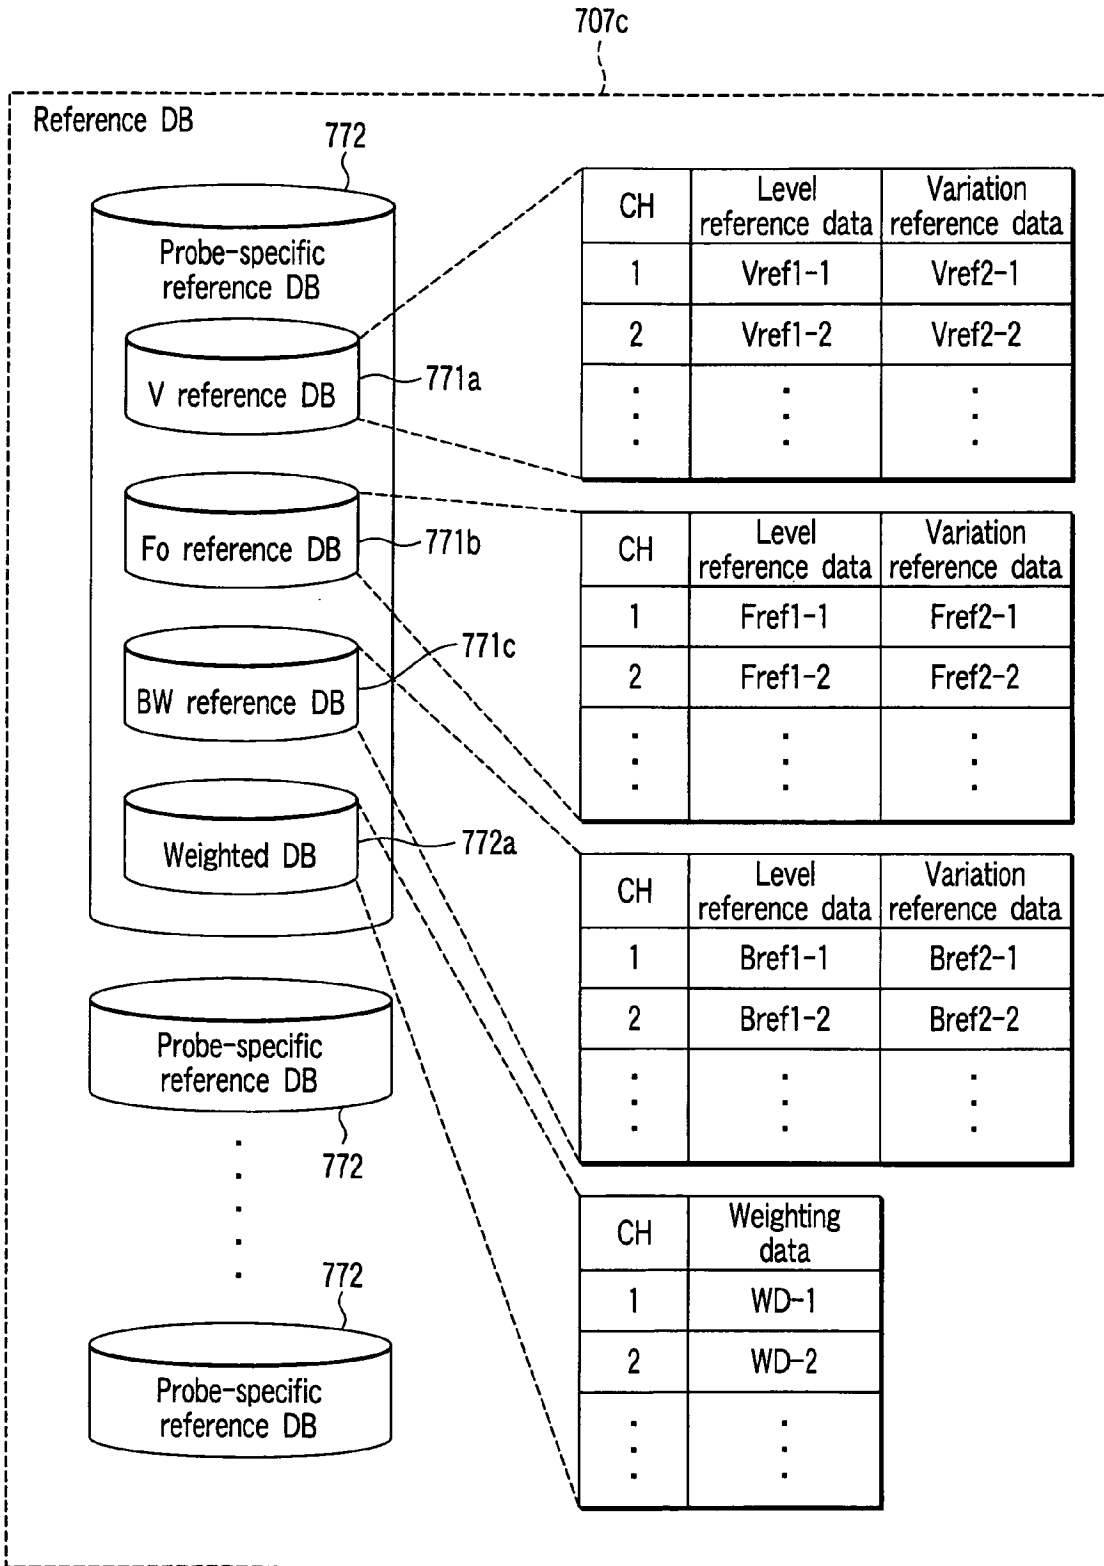 707c
Reference DB
772
Probe-specific
reference DB
V reference DB
771a
Fo reference DB
771b
BW reference DB
771c
Weighted DB
772a
Probe-specific
reference DB
772
772
Probe-specific
reference DB
CH Level reference data Variation reference data
1 Vref1-1 Vref2-1
2 Vref1-2 Vref2-2
CH Level reference data Variation reference data
1 Fref1-1 Fref2-1
2 Fref1-2 Fref2-2
CH Level reference data Variation reference data
1 Bref1-1 Bref2-1
2 Bref1-2 Bref2-2
CH Weighting data
1 WD-1
2 WD-2